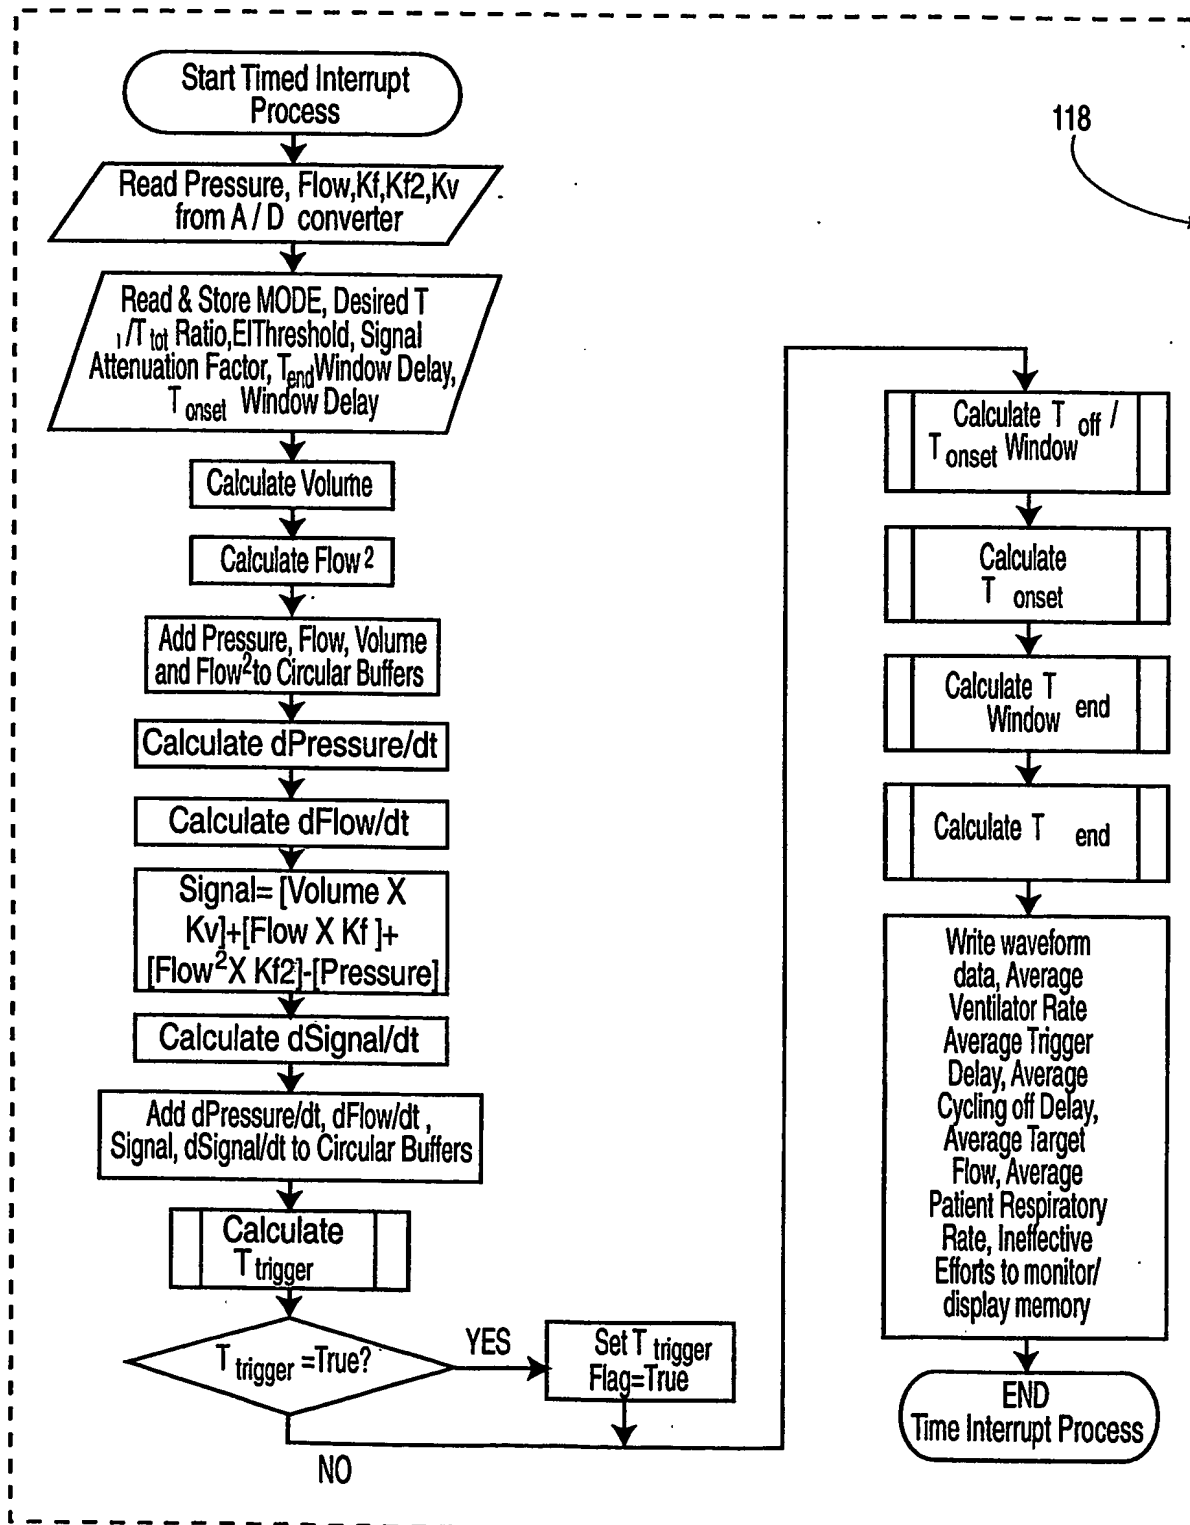 Start Timed Interrupt
Process
118
Read Pressure, Flow,Kf,Kf2,Kv
from A / D converter
Read & Store MODE, Desired T
ı /T tot Ratio,EIThreshold, Signal
Attenuation Factor, TendWindow Delay,
T onset Window Delay
Calculate Volume
Calculate Flow 2
Add Pressure, Flow, Volume
and Flow2 to Circular Buffers
Calculate dPressure/dt
Calculate dFlow/dt
Signal= [Volume X
Kv]+[Flow X Kf ]+
[Flow2X Kf2]-[Pressure]
Calculate dSignal/dt
Add dPressure/dt, dFlow/dt ,
Signal, dSignal/dt to Circular Buffers
Calculate
T trigger
T trigger =True?
YES
Set T trigger
Flag=True
NO
Calculate T off /
T onset Window
Calculate
T onset
Calculate T
Window end
Calculate T end
Write waveform
data, Average
Ventilator Rate
Average Trigger
Delay, Average
Cycling off Delay,
Average Target
Flow, Average
Patient Respiratory
Rate, Ineffective
Efforts to monitor/
display memory
END
Time Interrupt Process